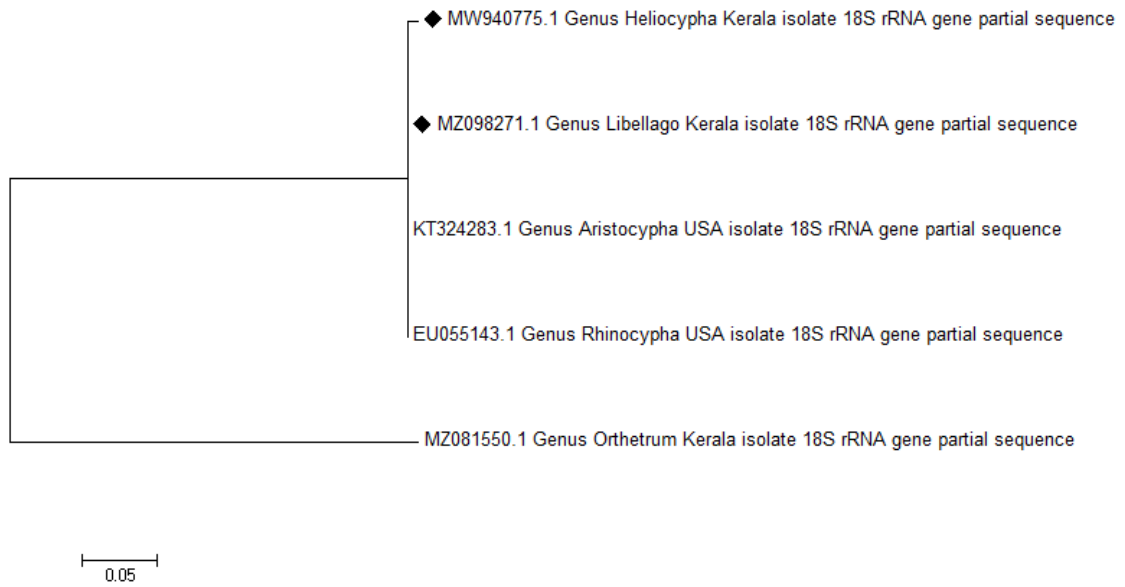 MW940775.1 Genus Heliocypha Kerala isolate 18S rRNA gene partial sequence
MZ098271.1 Genus Libellago Kerala isolate 18S rRNA gene partial sequence
KT324283.1 Genus Aristocypha USA isolate 18S rRNA gene partial sequence
EU055143.1 Genus Rhinocypha USA isolate 18S rRNA gene partial sequence
MZ081550.1 Genus Orthetrum Kerala isolate 18S rRNA gene partial sequence
0.05